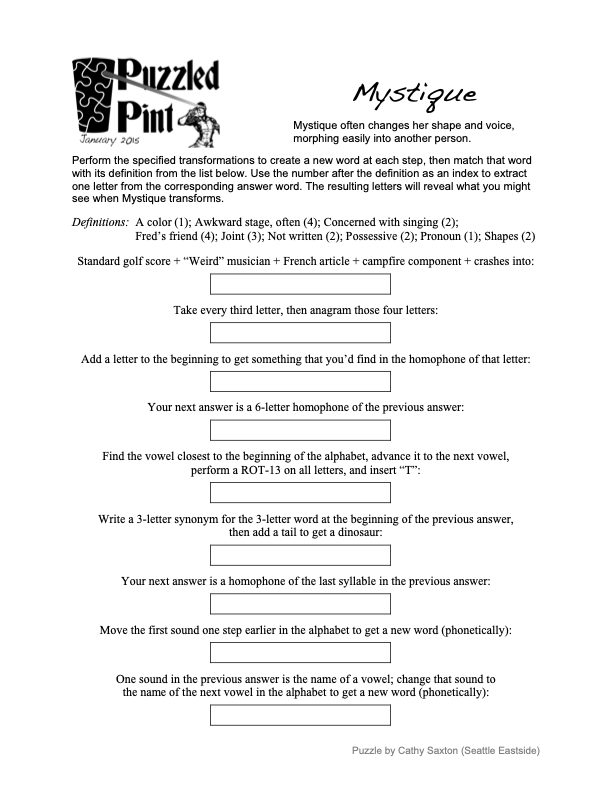 Puzzled
Pint
January 2015
Mystique
Mystique often changes her shape and voice,
morphing easily into another person.
Perform the specified transformations to create a new word at each step, then match that word
with its definition from the list below. Use the number after the definition as an index to extract
one letter from the corresponding answer word. The resulting letters will reveal what you might
see when Mystique transforms.
Definitions: A color (1); Awkward stage, often (4); Concerned with singing (2);
Fred’s friend (4); Joint (3); Not written (2); Possessive (2); Pronoun (1); Shapes (2)
Standard golf score + “Weird” musician + French article + campfire component + crashes into:
Take every third letter, then anagram those four letters:
Add a letter to the beginning to get something that you’d find in the homophone of that letter:
Your next answer is a 6-letter homophone of the previous answer:
Find the vowel closest to the beginning of the alphabet, advance it to the next vowel,
perform a ROT-13 on all letters, and insert “T”:
Write a 3-letter synonym for the 3-letter word at the beginning of the previous answer,
then add a tail to get a dinosaur:
Your next answer is a homophone of the last syllable in the previous answer:
Move the first sound one step earlier in the alphabet to get a new word (phonetically):
One sound in the previous answer is the name of a vowel; change that sound to
the name of the next vowel in the alphabet to get a new word (phonetically):
Puzzle by Cathy Saxton (Seattle Eastside)